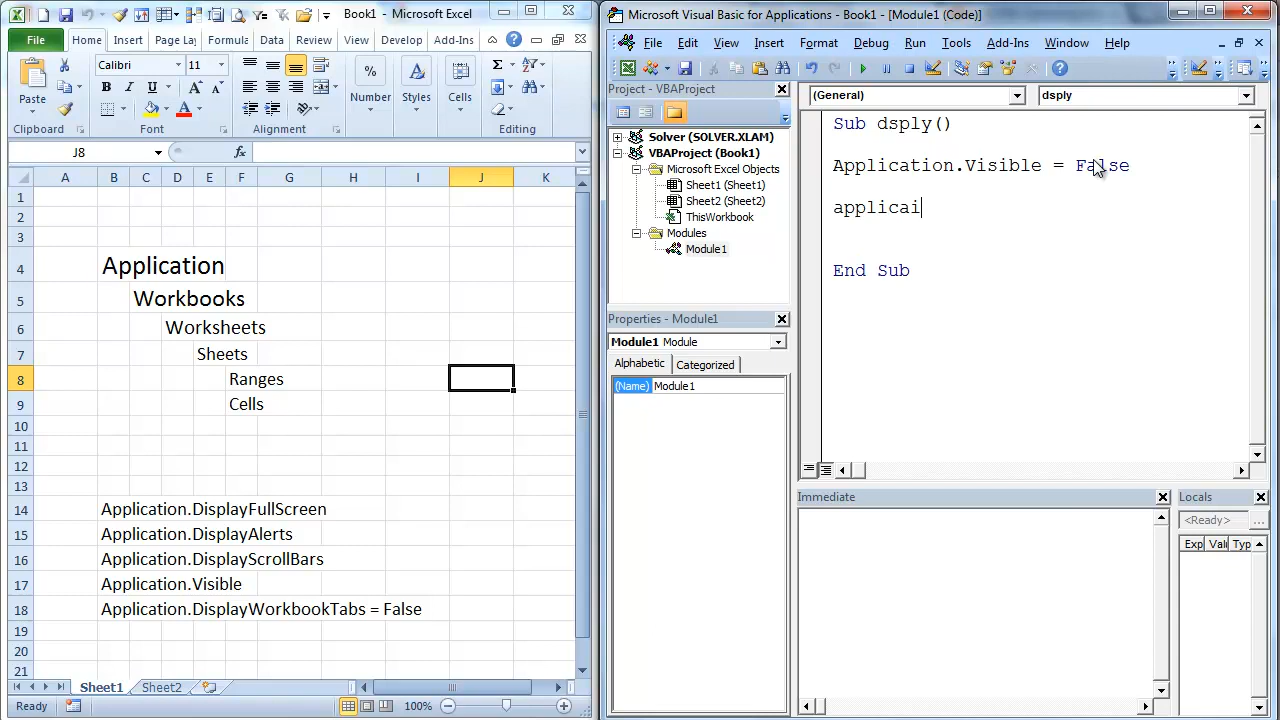 Book1 - Microsoft Excel
File Home Insert Page Lay Formula Data Review View Develop Add-Ins
Calibri 11
Paste
Number Styles Cells
Clipboard Font Alignment Editing
J8 fx
A B C D E F G H I J K
1
2
3
4 Application
5 Workbooks
6 Worksheets
7 Sheets
8 Ranges
9 Cells
10
11
12
13
14 Application.DisplayFullScreen
15 Application.DisplayAlerts
16 Application.DisplayScrollBars
17 Application.Visible
18 Application.DisplayWorkbookTabs = False
19
20
21
Sheet1 Sheet2
Ready 100%
Microsoft Visual Basic for Applications - Book1 - [Module1 (Code)]
File Edit View Insert Format Debug Run Tools Add-Ins Window Help
Project - VBAProject
Solver (SOLVER.XLAM)
VBAProject (Book1)
Microsoft Excel Objects
Sheet1 (Sheet1)
Sheet2 (Sheet2)
ThisWorkbook
Modules
Module1
Properties - Module1
Module1 Module
Alphabetic Categorized
(Name) Module1
(General) dsply
Sub dsply()
Application.Visible = False
applicai
End Sub
Immediate
Locals
<Ready> ...
Exp Valu Typ